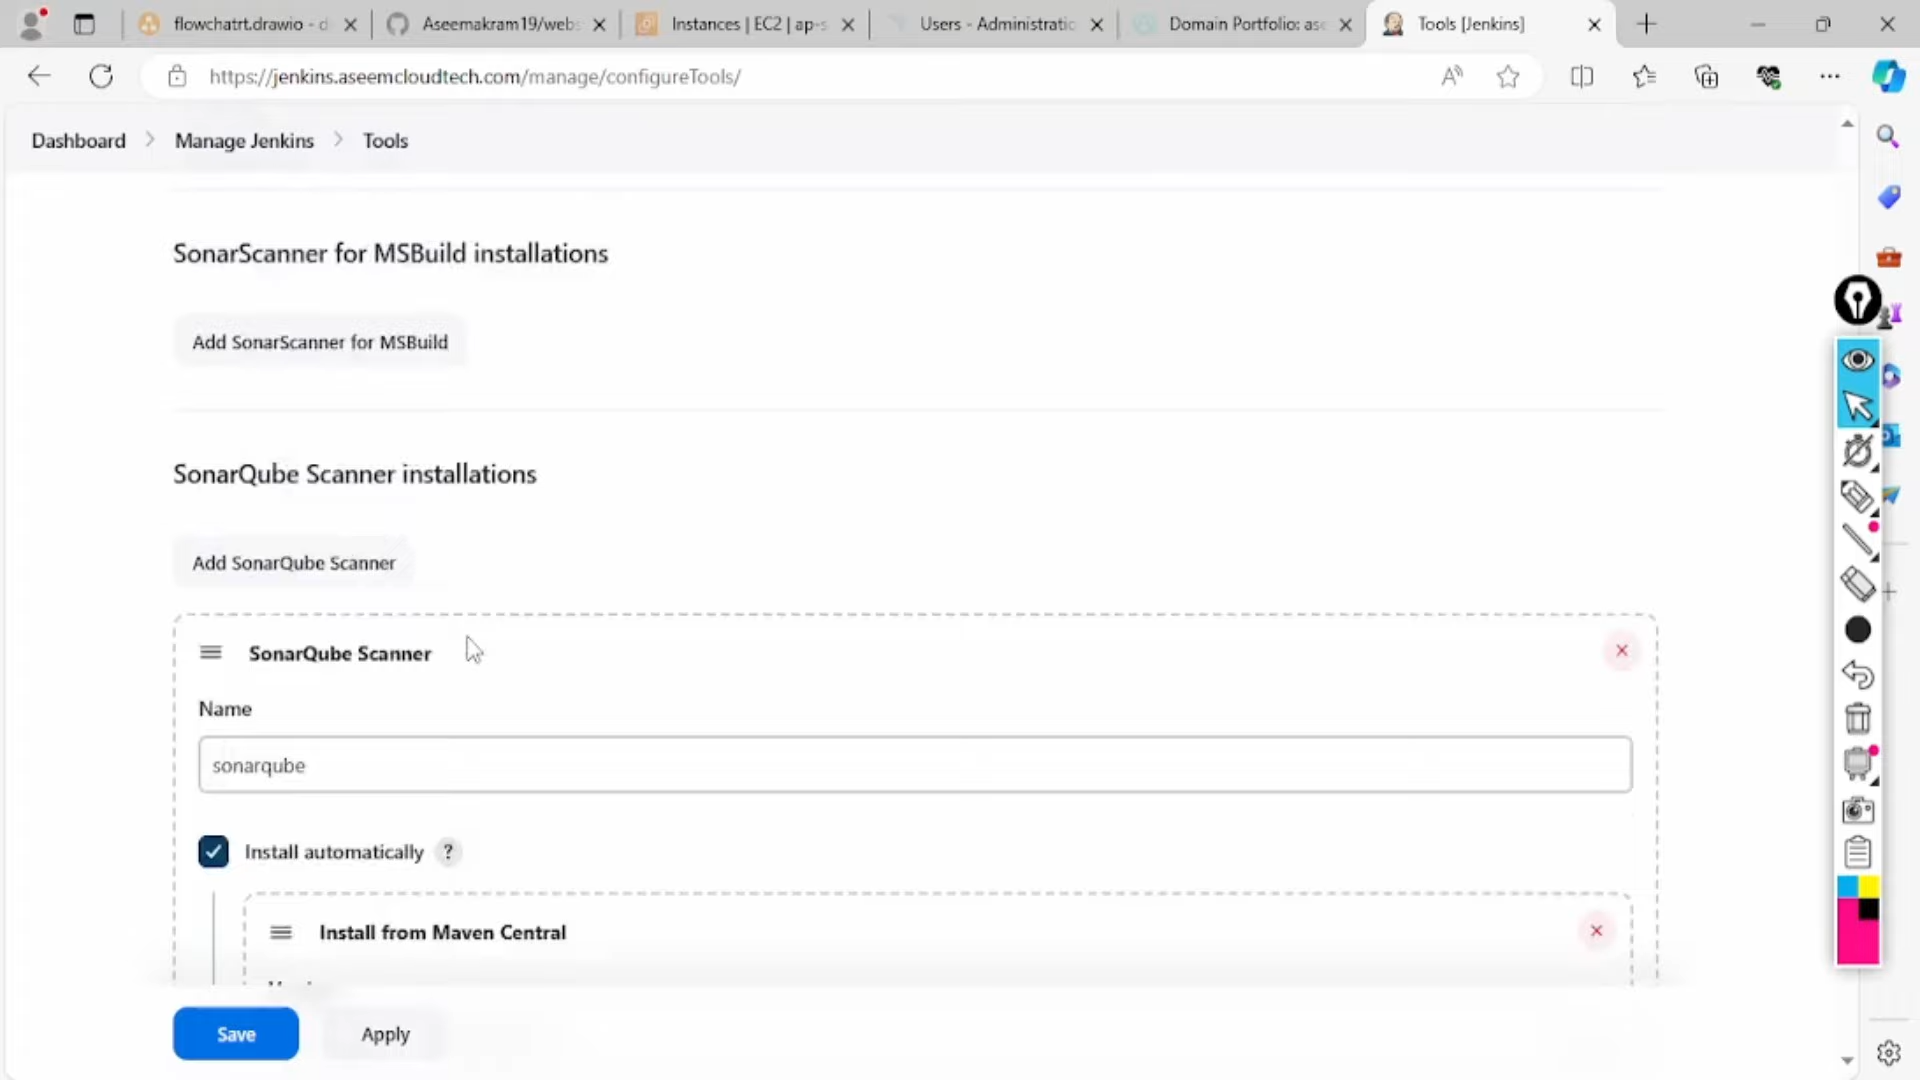 flowchatrt.drawio - d
Aseemakram19/webs
Instances | EC2 | ap-s
Users - Administratic
Domain Portfolio: ase
Tools [Jenkins]
https://jenkins.aseemcloudtech.com/manage/configureTools/
Dashboard > Manage Jenkins > Tools
SonarScanner for MSBuild installations
Add SonarScanner for MSBuild
SonarQube Scanner installations
Add SonarQube Scanner
SonarQube Scanner
Name
sonarqube
Install automatically ?
Install from Maven Central
Save
Apply